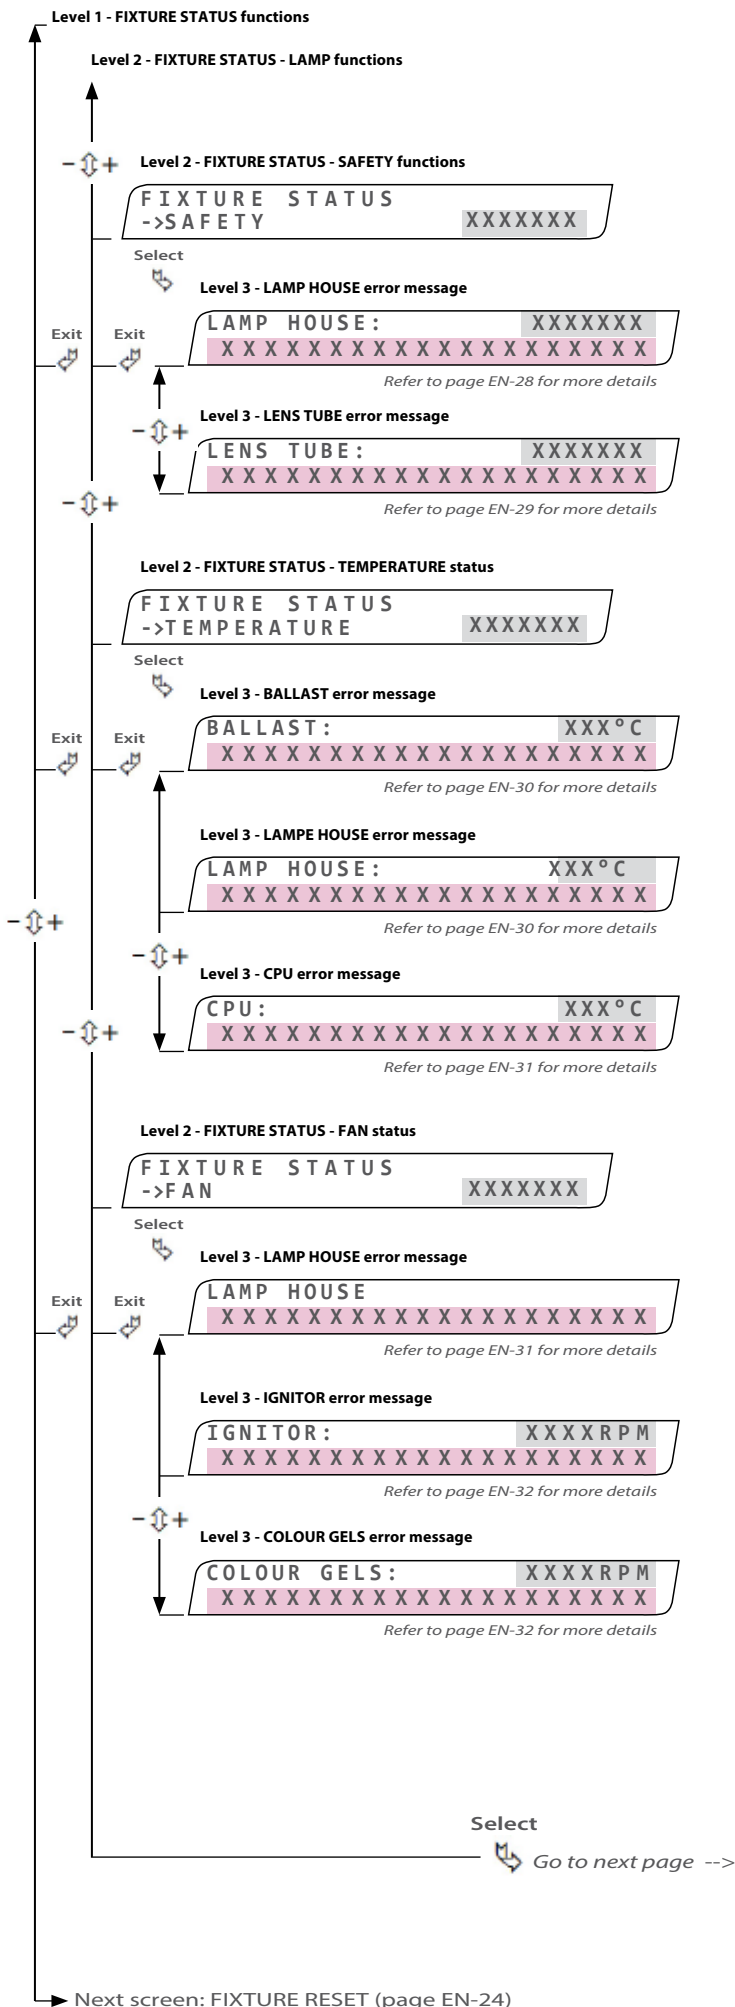 Level 1 - FIXTURE STATUS functions
Level 2 - FIXTURE STATUS - LAMP functions
- +
Level 2 - FIXTURE STATUS - SAFETY functions
FIXTURE STATUS
->SAFETY XXXXXXX
Select
Level 3 - LAMP HOUSE error message
Exit Exit
LAMP HOUSE: XXXXXXX
X X X X X X X X X X X X X X X X X X X X
Refer to page EN-28 for more details
Level 3 - LENS TUBE error message
- +
LENS TUBE: XXXXXXX
X X X X X X X X X X X X X X X X X X X X
- +
Refer to page EN-29 for more details
Level 2 - FIXTURE STATUS - TEMPERATURE status
FIXTURE STATUS
->TEMPERATURE XXXXXXX
Select
Level 3 - BALLAST error message
Exit Exit
BALLAST: XXX°C
X X X X X X X X X X X X X X X X X X X X
Refer to page EN-30 for more details
Level 3 - LAMPE HOUSE error message
LAMP HOUSE: XXX°C
X X X X X X X X X X X X X X X X X X X X
- +
Refer to page EN-30 for more details
- +
Level 3 - CPU error message
CPU: XXX°C
- +
X X X X X X X X X X X X X X X X X X X X
Refer to page EN-31 for more details
Level 2 - FIXTURE STATUS - FAN status
FIXTURE STATUS
->FAN XXXXXXX
Select
Level 3 - LAMP HOUSE error message
Exit Exit
LAMP HOUSE
X X X X X X X X X X X X X X X X X X X X
Refer to page EN-31 for more details
Level 3 - IGNITOR error message
IGNITOR: XXXXRPM
X X X X X X X X X X X X X X X X X X X X
Refer to page EN-32 for more details
- +
Level 3 - COLOUR GELS error message
COLOUR GELS: XXXXRPM
X X X X X X X X X X X X X X X X X X X X
Refer to page EN-32 for more details
Select
Go to next page -->
Next screen: FIXTURE RESET (page EN-24)